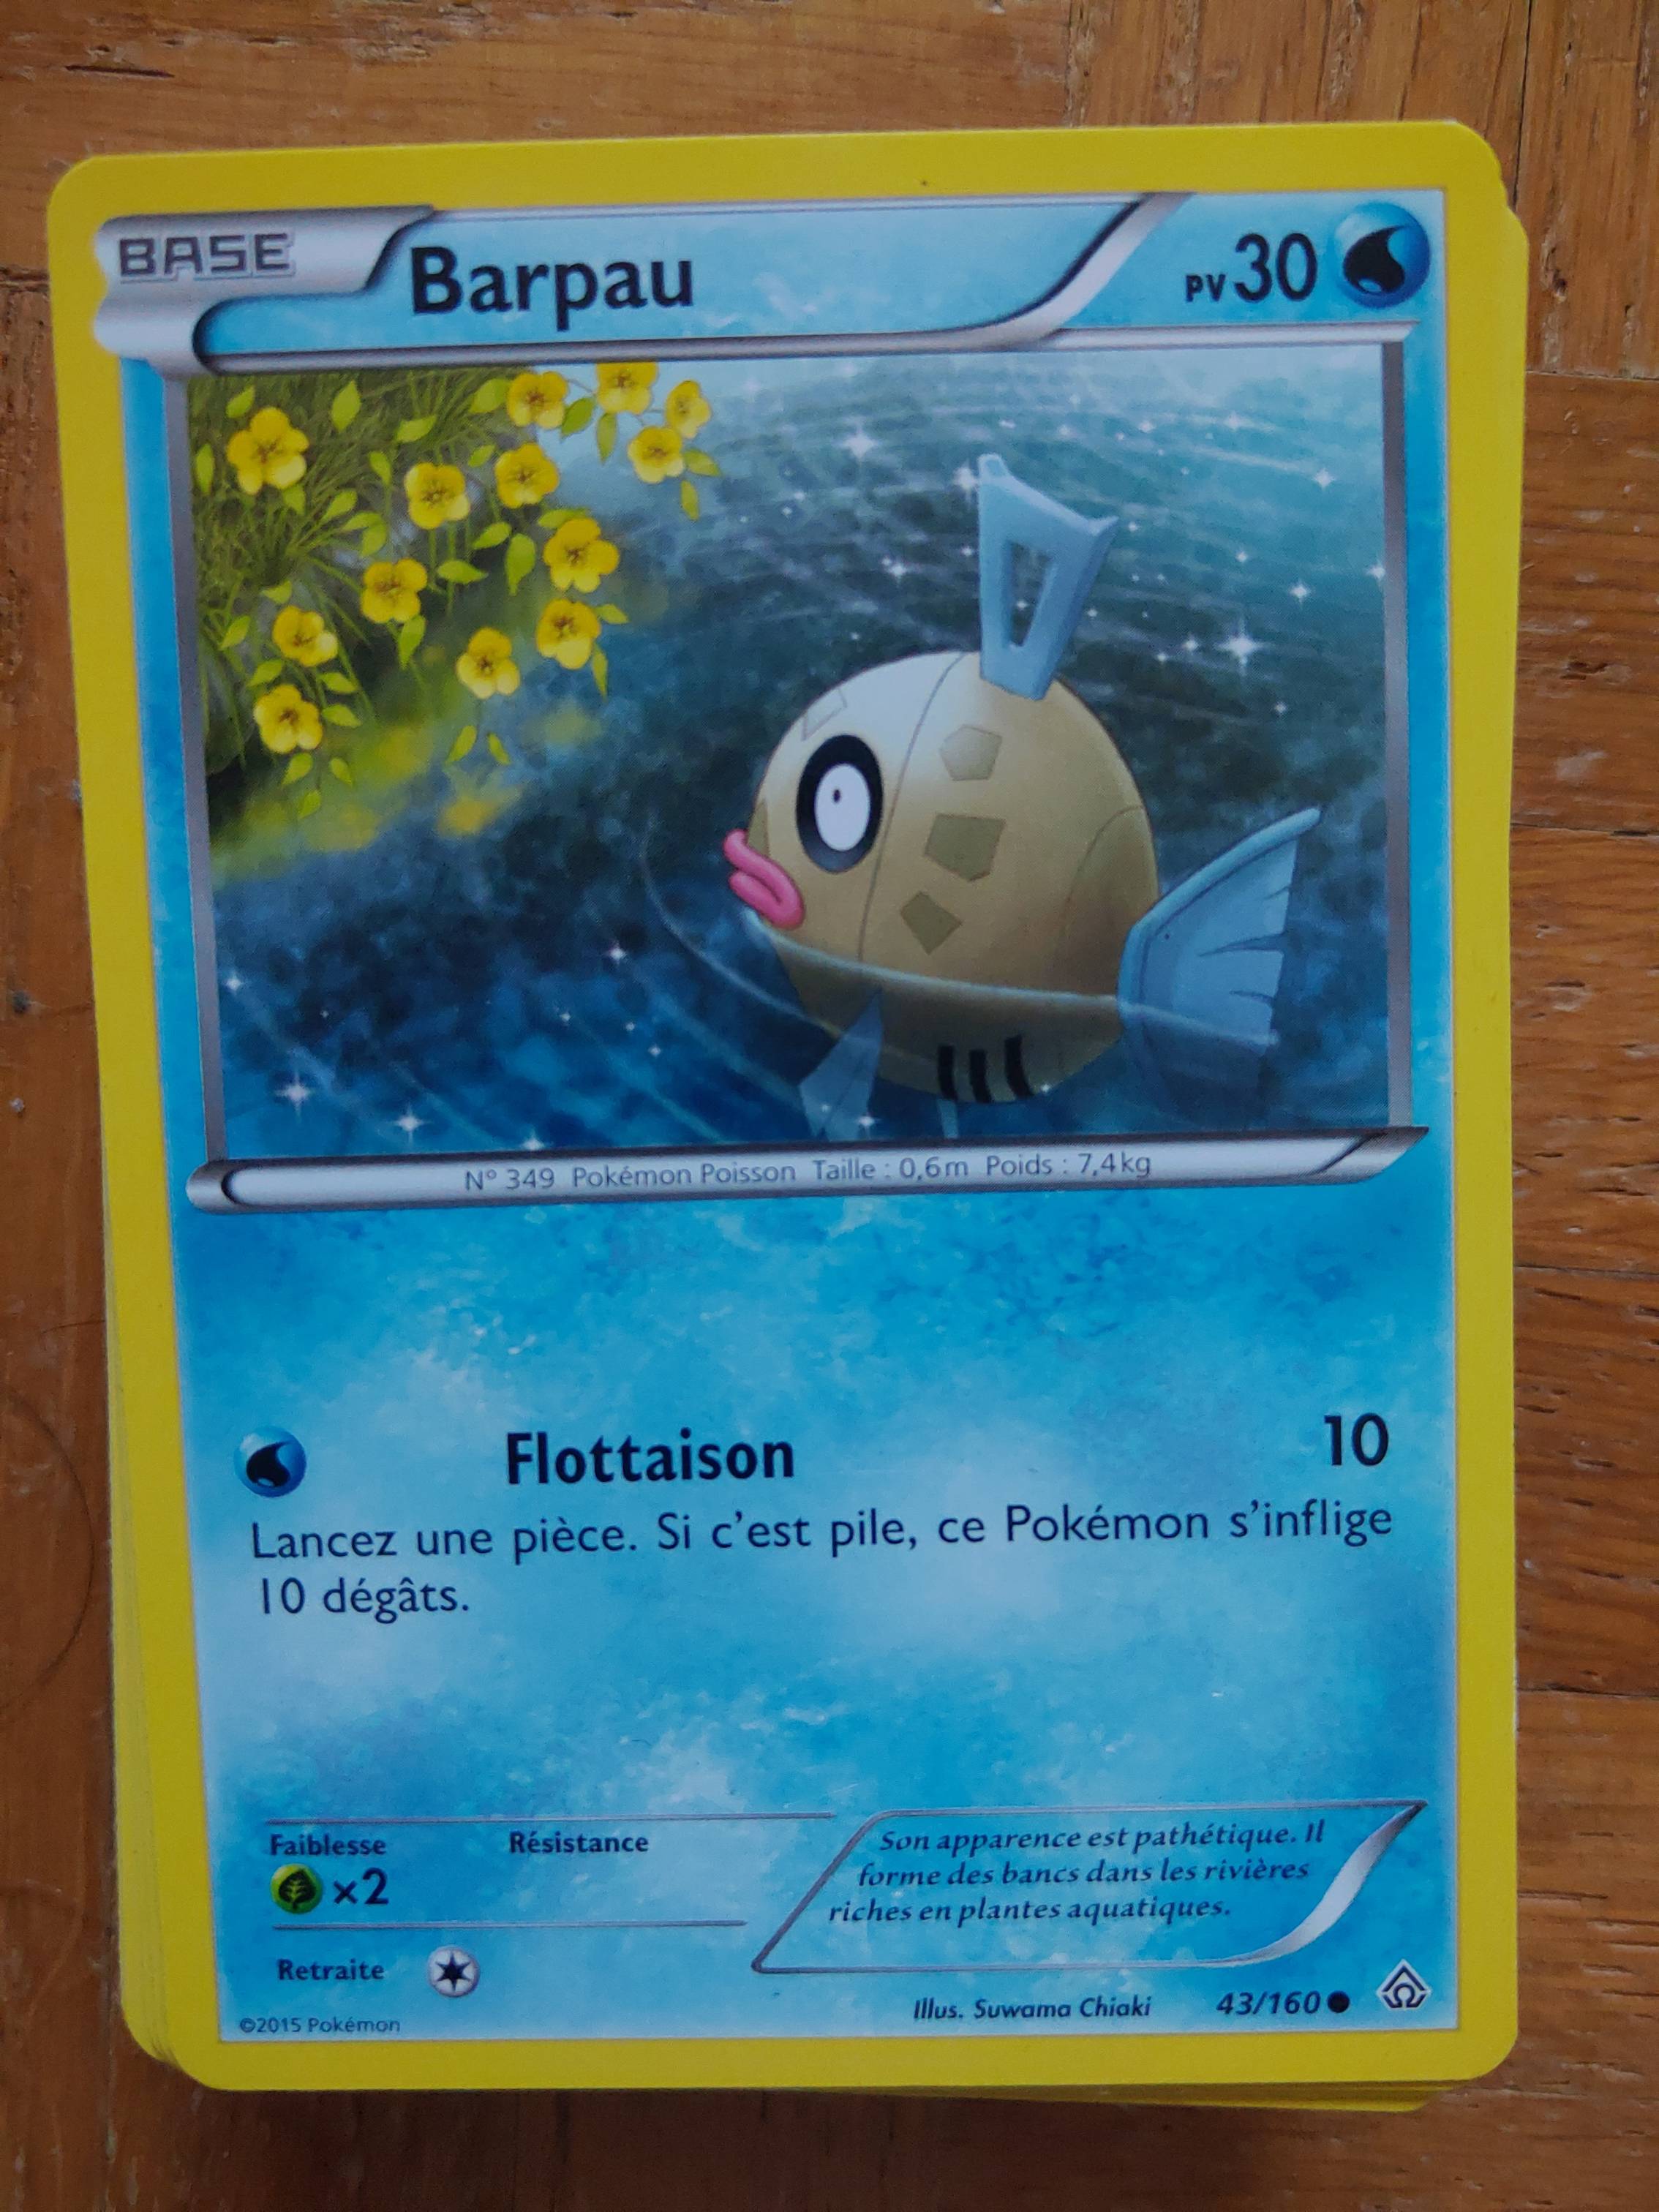 BASE
Barpau
PV 30
N° 349 Pokémon Poisson Taille : 0,6m Poids : 7,4kg
Flottaison 10
Lancez une pièce. Si c'est pile, ce Pokémon s'inflige
10 dégâts.
Faiblesse Résistance
×2
Retraite
Son apparence est pathétique. Il
forme des bancs dans les rivières
riches en plantes aquatiques.
Illus. Suwama Chiaki 43/160
©2015 Pokémon